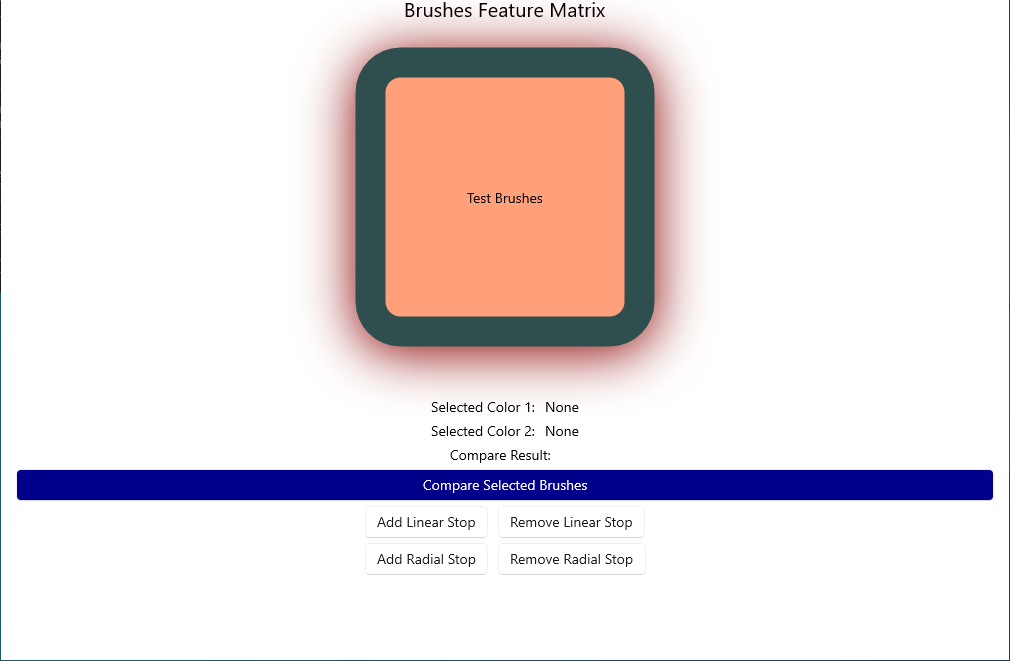 Brushes Feature Matrix
Test Brushes
Selected Color 1: None
Selected Color 2: None
Compare Result:
Compare Selected Brushes
Add Linear Stop Remove Linear Stop
Add Radial Stop Remove Radial Stop